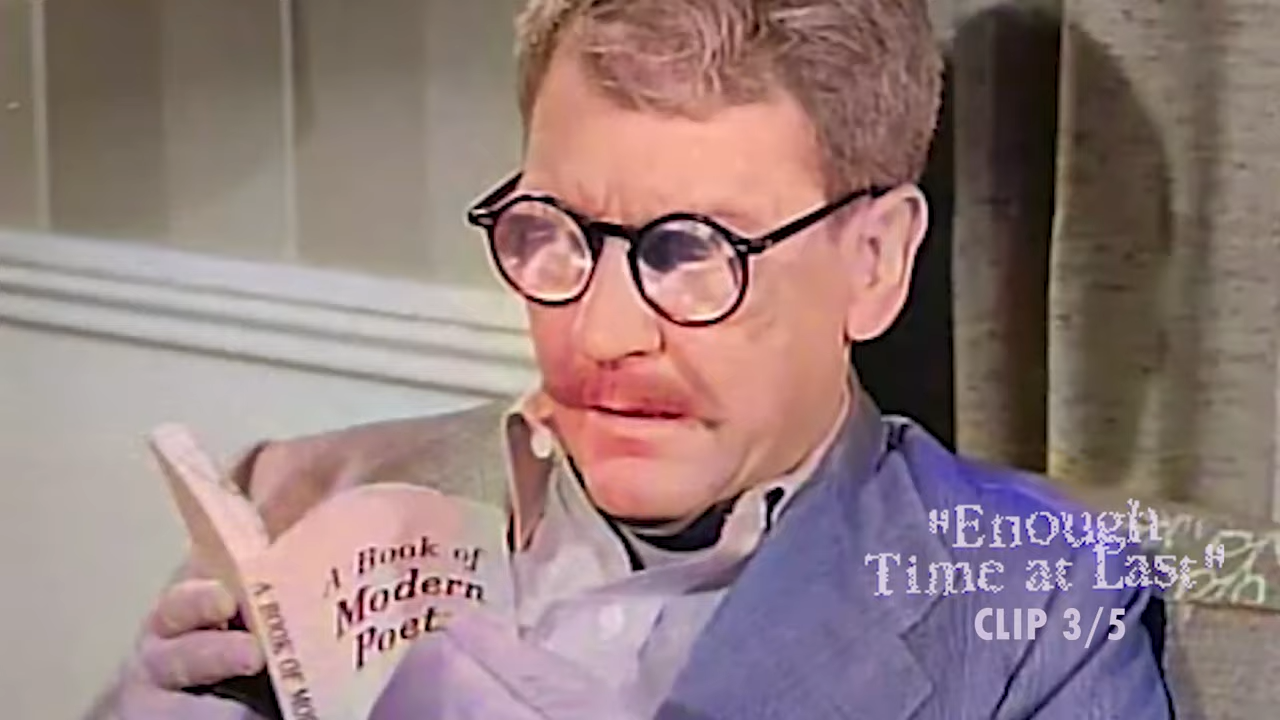 A Book of
Modern
Poet
A BOOK OF MO
"Enough
Time at Last"
CLIP 3/5